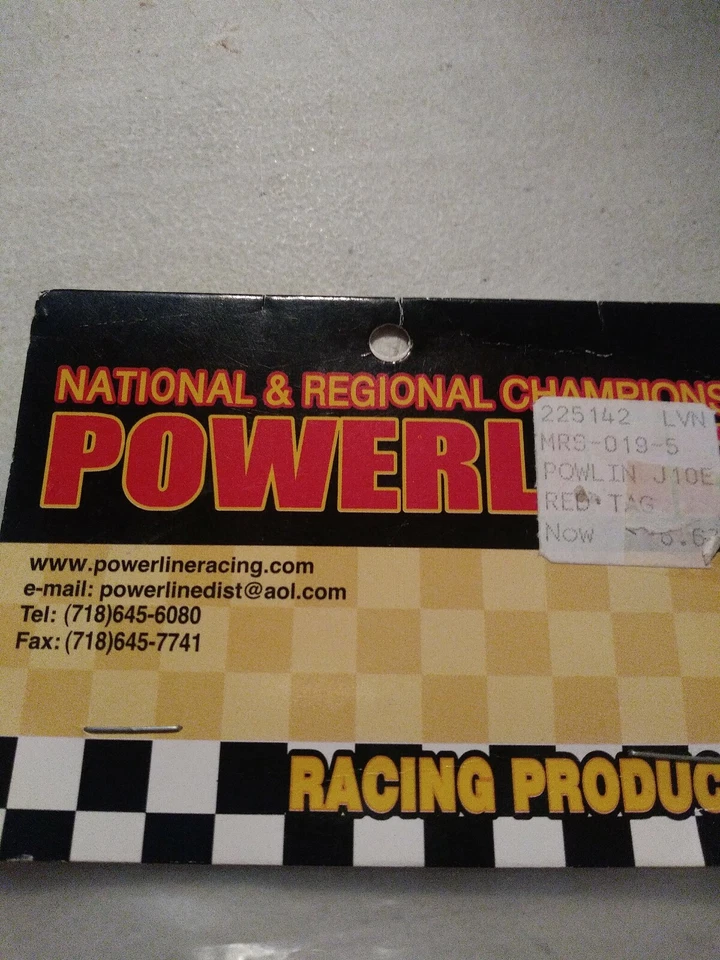 NATIONAL & REGIONAL CHAMPIONS
POWERL
225142 LVN
MRS-019-5
POWLIN J10E
RED TAG
Now
www.powerlineracing.com
e-mail: powerlinedist@aol.com
Tel: (718)645-6080
Fax: (718)645-7741
RACING PRODUC